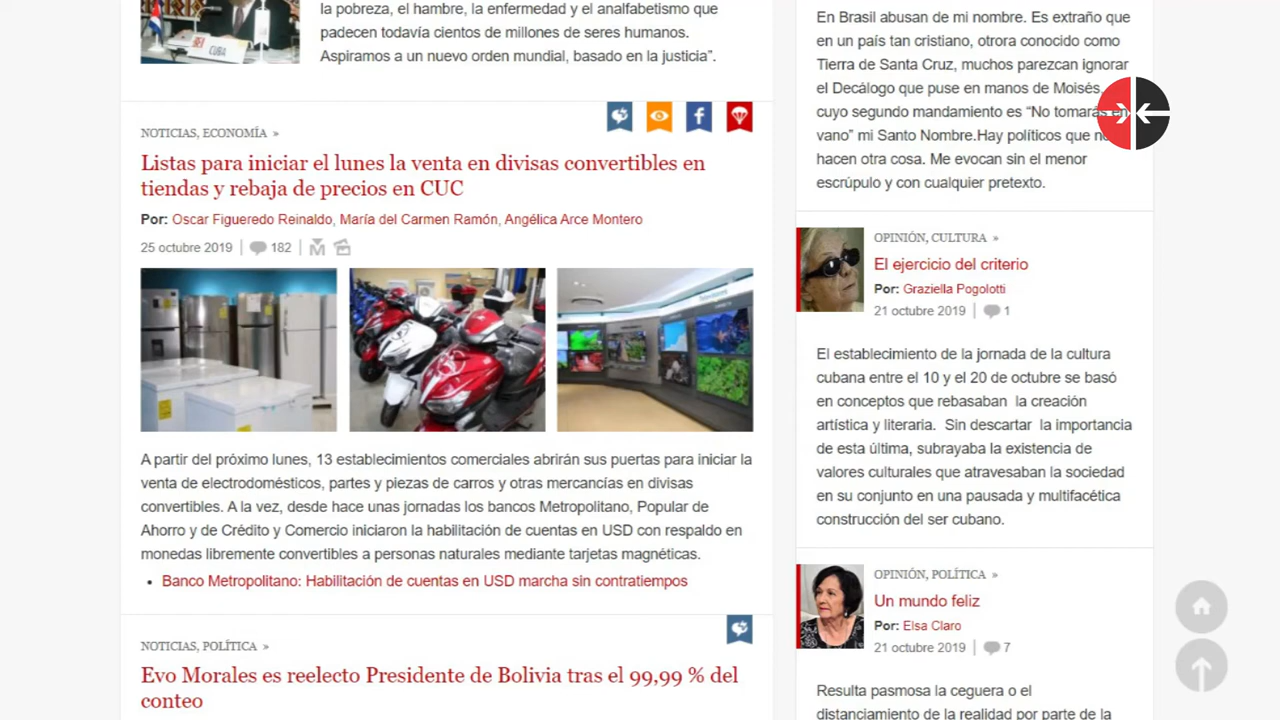 la pobreza, el hambre, la enfermedad y el analfabetismo que
padecen todavía cientos de millones de seres humanos.
Aspiramos a un nuevo orden mundial, basado en la justicia”.
CUBA
NOTICIAS, ECONOMÍA »
Listas para iniciar el lunes la venta en divisas convertibles en
tiendas y rebaja de precios en CUC
Por: Oscar Figueredo Reinaldo, María del Carmen Ramón, Angélica Arce Montero
25 octubre 2019 | 182 |
A partir del próximo lunes, 13 establecimientos comerciales abrirán sus puertas para iniciar la
venta de electrodomésticos, partes y piezas de carros y otras mercancías en divisas
convertibles. A la vez, desde hace unas jornadas los bancos Metropolitano, Popular de
Ahorro y de Crédito y Comercio iniciaron la habilitación de cuentas en USD con respaldo en
monedas libremente convertibles a personas naturales mediante tarjetas magnéticas.
• Banco Metropolitano: Habilitación de cuentas en USD marcha sin contratiempos
NOTICIAS, POLÍTICA »
Evo Morales es reelecto Presidente de Bolivia tras el 99,99 % del
conteo
En Brasil abusan de mi nombre. Es extraño que
en un país tan cristiano, otrora conocido como
Tierra de Santa Cruz, muchos parezcan ignorar
el Decálogo que puse en manos de Moisés,
cuyo segundo mandamiento es “No tomarás en
vano” mi Santo Nombre.Hay políticos que no
hacen otra cosa. Me evocan sin el menor
escrúpulo y con cualquier pretexto.
OPINIÓN, CULTURA »
El ejercicio del criterio
Por: Graziella Pogolotti
21 octubre 2019 | 1
El establecimiento de la jornada de la cultura
cubana entre el 10 y el 20 de octubre se basó
en conceptos que rebasaban la creación
artística y literaria. Sin descartar la importancia
de esta última, subrayaba la existencia de
valores culturales que atravesaban la sociedad
en su conjunto en una pausada y multifacética
construcción del ser cubano.
OPINIÓN, POLÍTICA »
Un mundo feliz
Por: Elsa Claro
21 octubre 2019 | 7
Resulta pasmosa la ceguera o el
distanciamiento de la realidad por parte de la